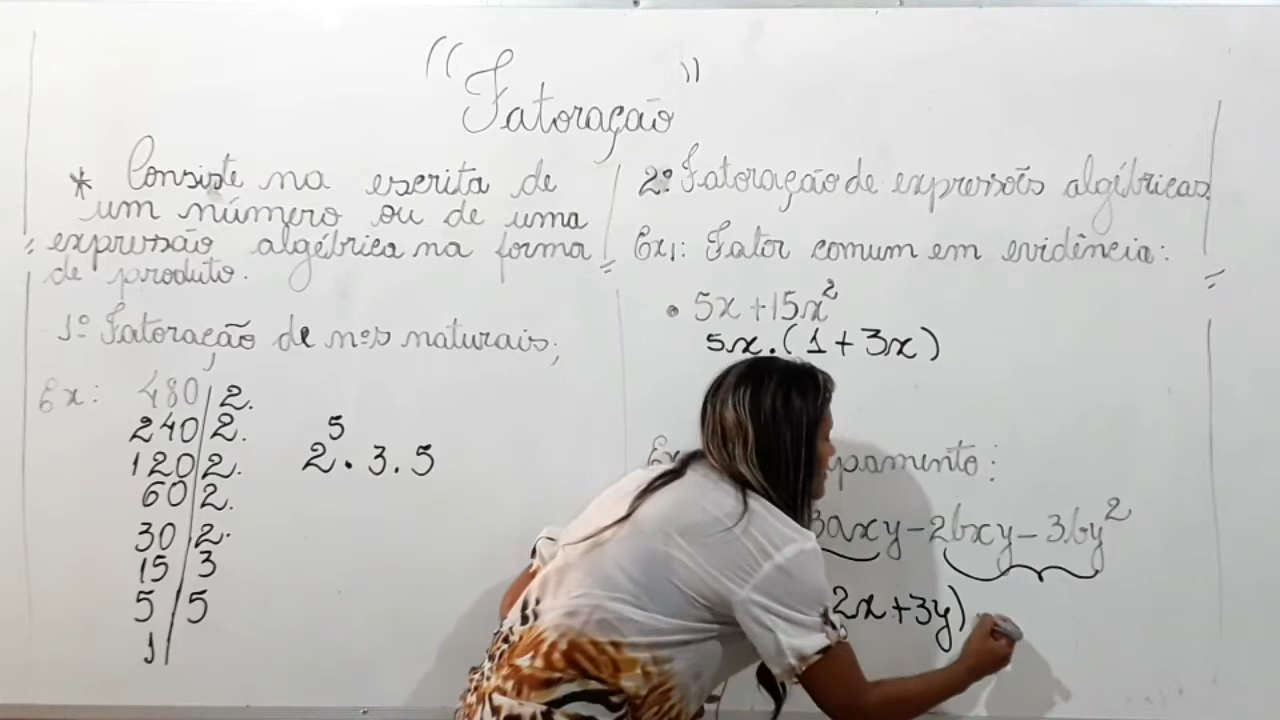 "Fatoração"
* Consiste na escrita de
um número ou de uma
expressão algébrica na forma
de produto.
1º Fatoração de nºs naturais;
Ex: 480 | 2.
240 | 2.
120 | 2.
60 | 2.
30 | 2.
15 | 3
5 | 5
1
2⁵ . 3 . 5
2º Fatoração de expressões algébricas.
Ex1: Fator comum em evidência:
• 5x + 15x²
5x . (1 + 3x)
pamento:
3axy - 2bxy - 3by²
2x + 3y)